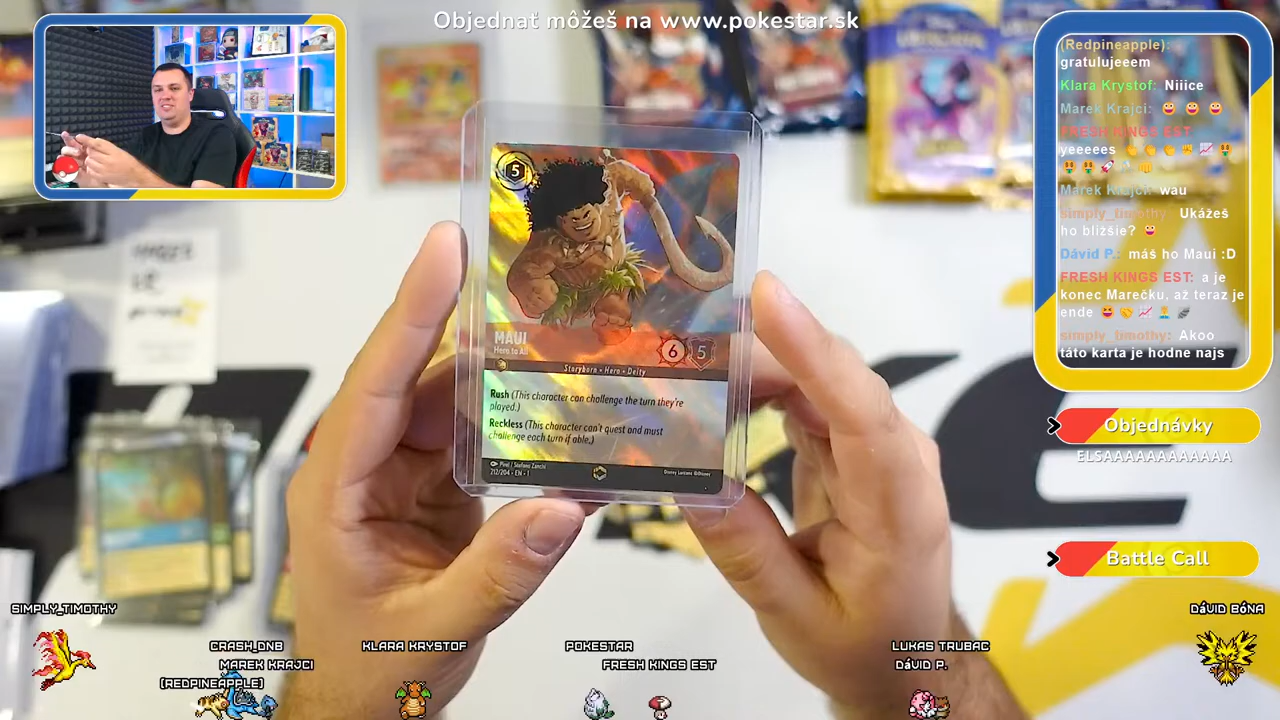 Objednať môžeš na www.pokestar.sk
(Redpineapple):
gratulujeeem
Klara Krystof: Niiice
Marek Krajci: 😀 😀 😀
FRESH KINGS EST:
yeeeees
Marek Krajci: wau
simply_timothy: Ukážeš
ho bližšie?
Dávid P.: máš ho Maui :D
FRESH KINGS EST: a je
konec Marečku, až teraz je
ende
simply_timothy: Akoo
táto karta je hodne najs
5
MAUI
Hero to All
6 5
Storyborn • Hero • Deity
Rush (This character can challenge the turn they're
played.)
Reckless (This character can't quest and must
challenge each turn if able.)
212/204 • EN • 1
Objednávky
ELSAAAAAAAAAAAA
Battle Call
SIMPLY_TIMOTHY
CRASH_DNB
MAREK KRAJCI
(REDPINEAPPLE)
KLARA KRYSTOF
POKESTAR
FRESH KINGS EST
LUKAS TRUBAC
DÁVID P.
DÁVID BÓNA